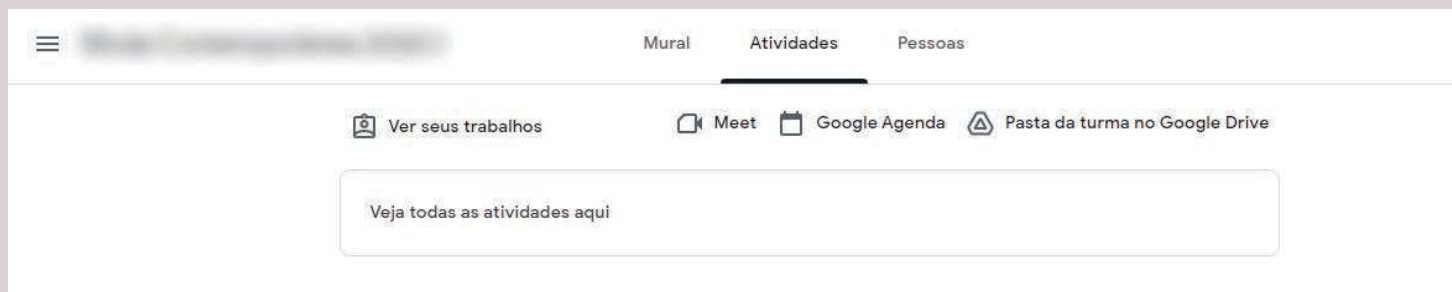 Mural Atividades Pessoas
Ver seus trabalhos Meet Google Agenda Pasta da turma no Google Drive
Veja todas as atividades aqui